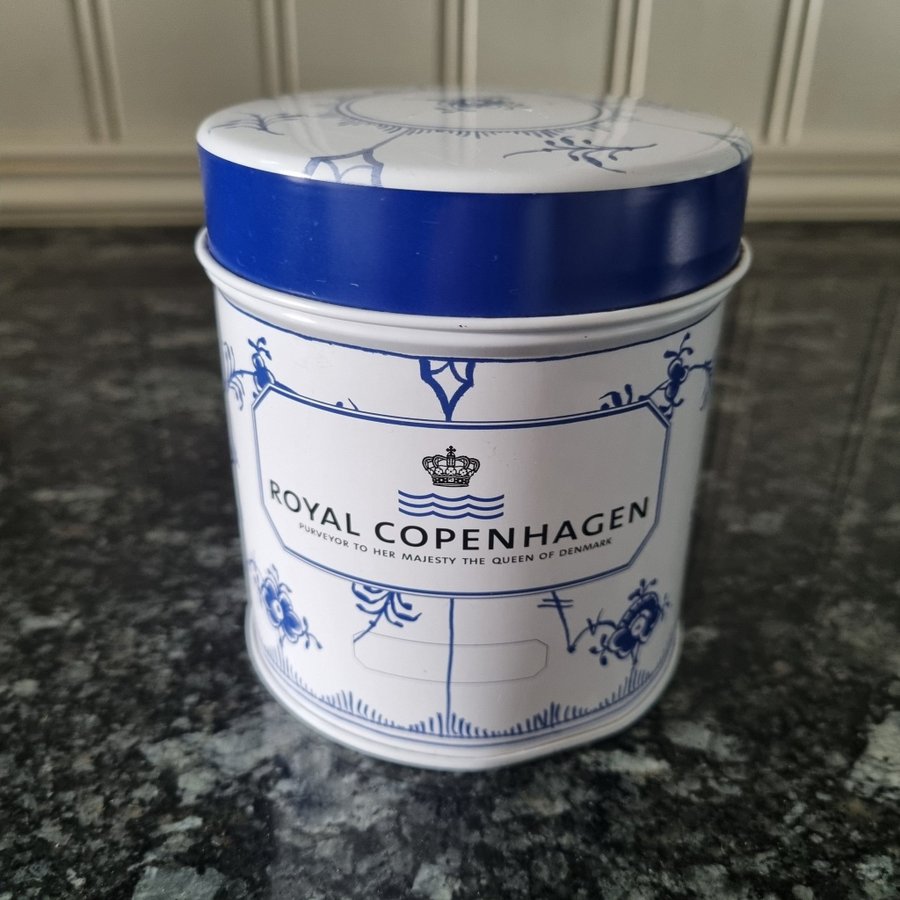 ROYAL COPENHAGEN
PURVEYOR TO HER MAJESTY THE QUEEN OF DENMARK